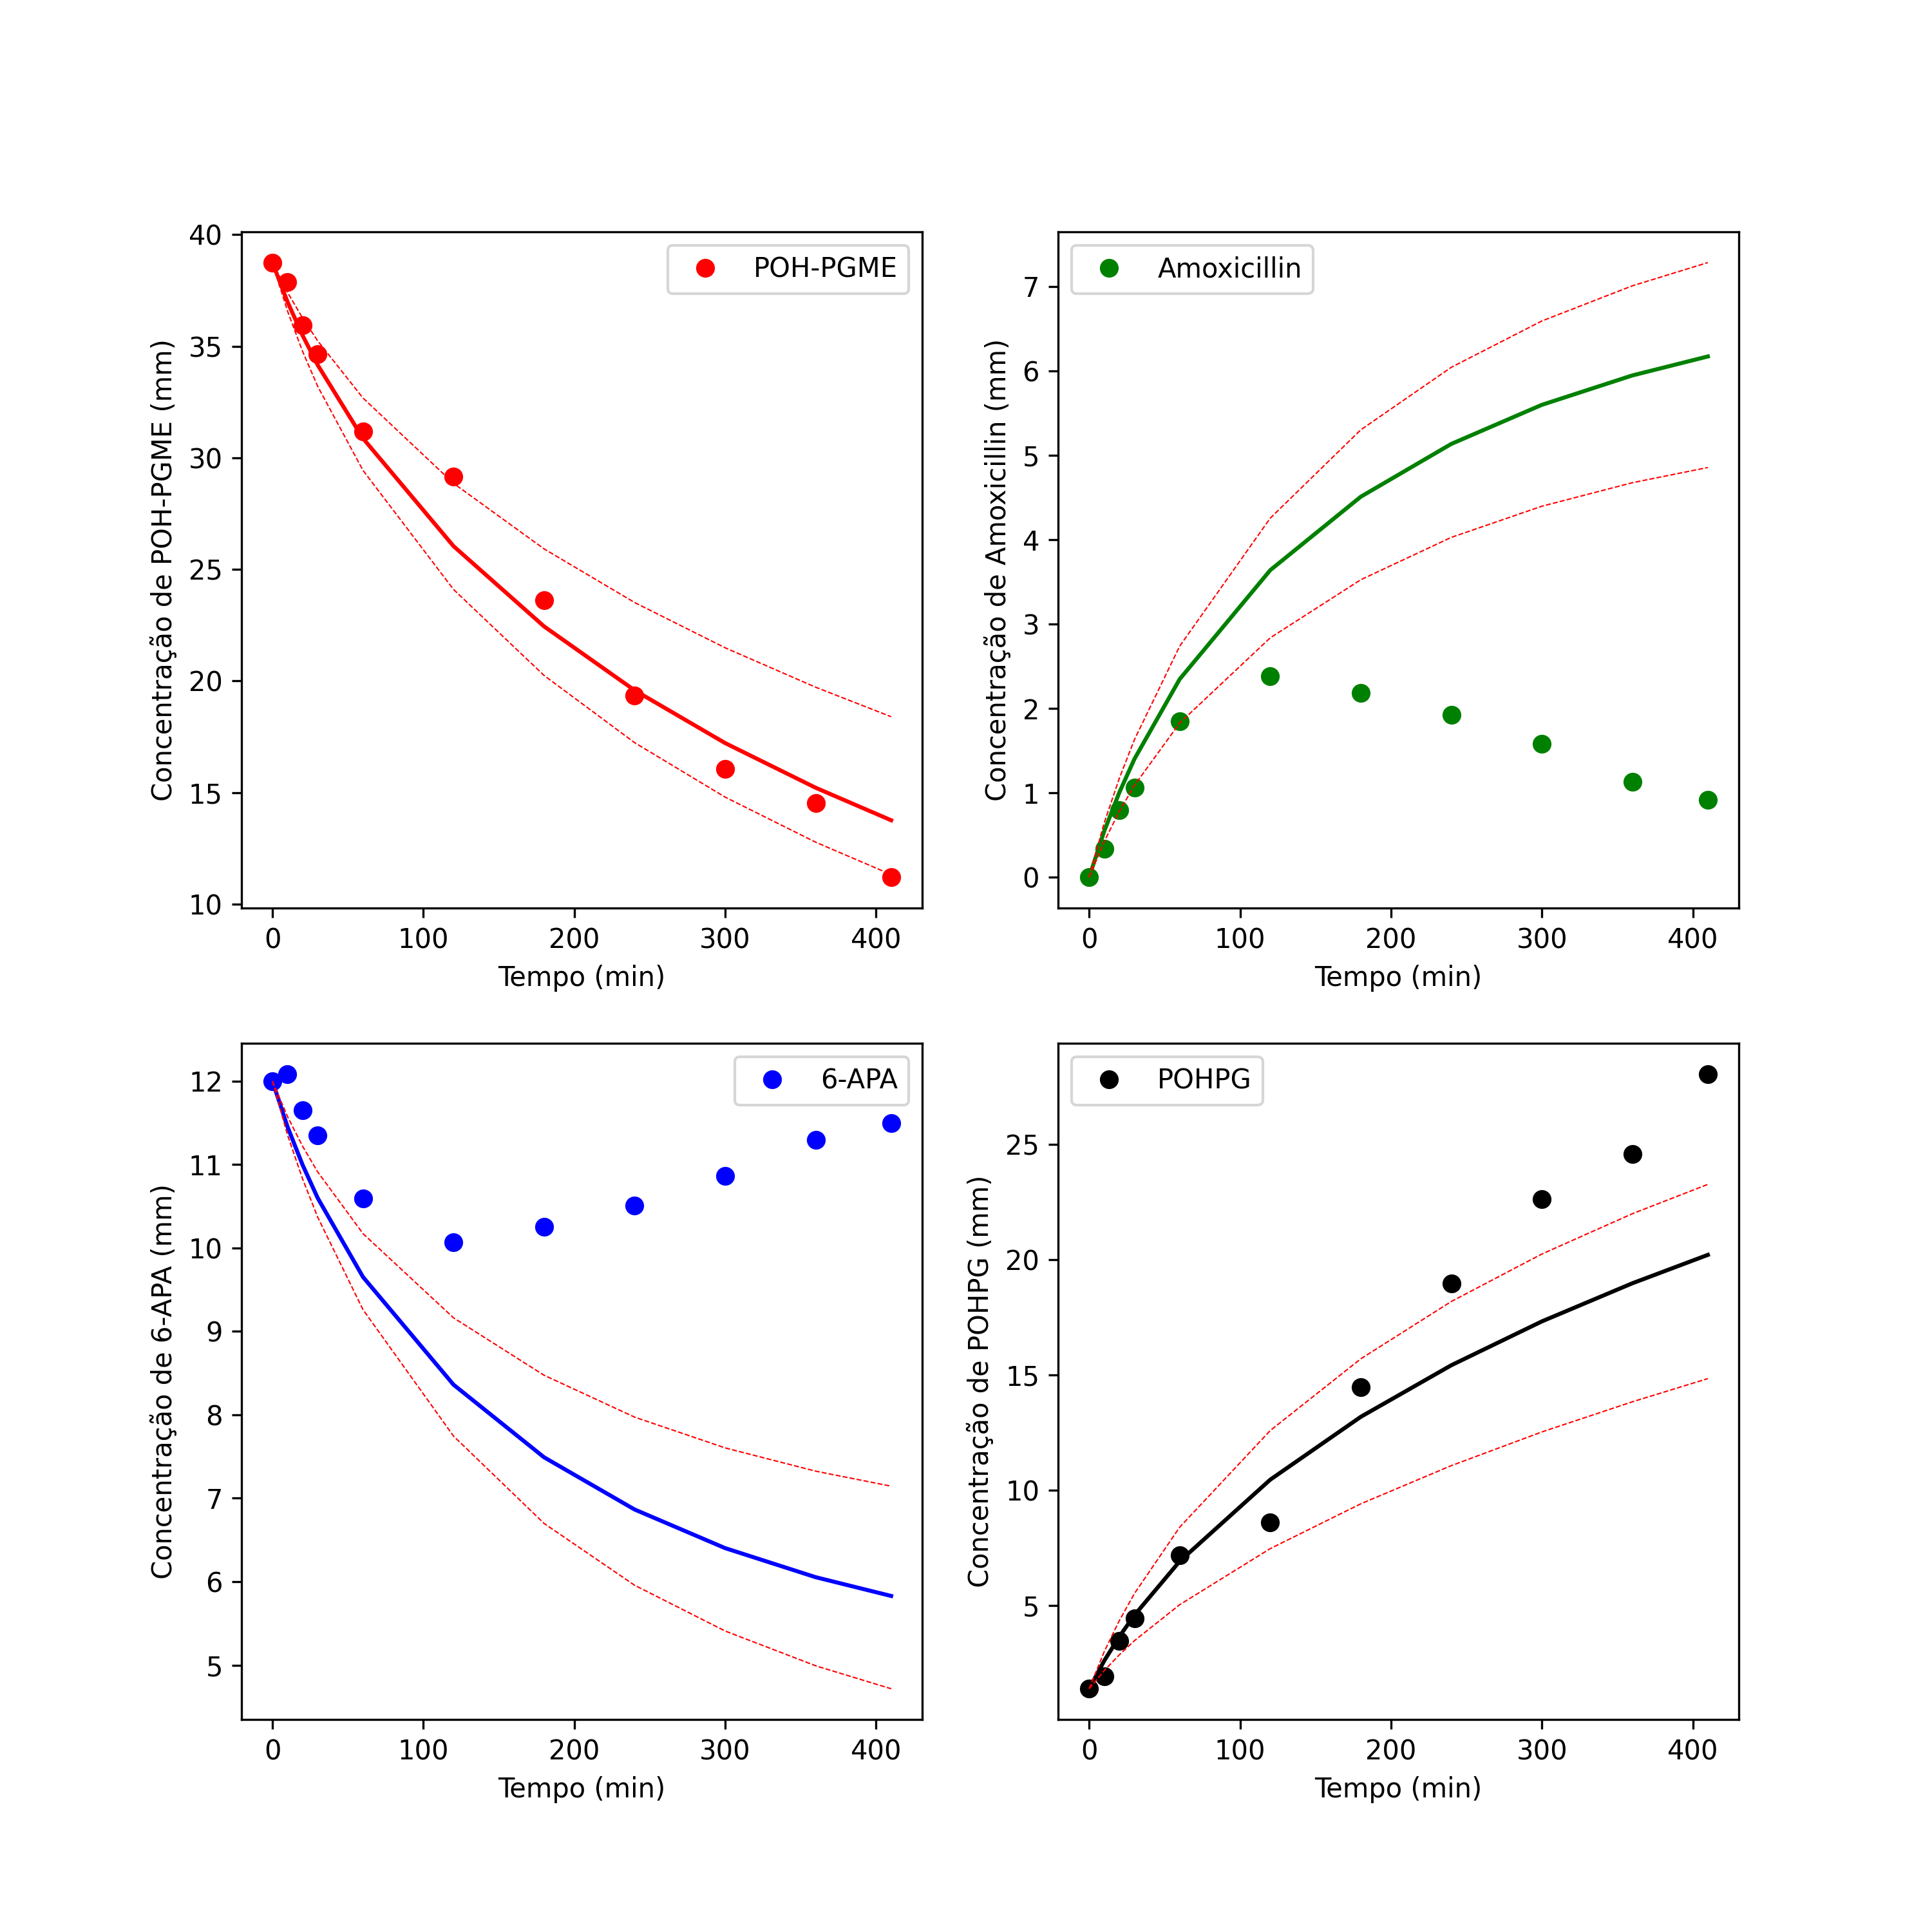 POH-PGME
Concentração de POH-PGME (mm)
40
35
30
25
20
15
10
0 100 200 300 400
Tempo (min)
Amoxicillin
Concentração de Amoxicillin (mm)
7
6
5
4
3
2
1
0
0 100 200 300 400
Tempo (min)
6-APA
Concentração de 6-APA (mm)
12
11
10
9
8
7
6
5
0 100 200 300 400
Tempo (min)
POHPG
Concentração de POHPG (mm)
25
20
15
10
5
0 100 200 300 400
Tempo (min)